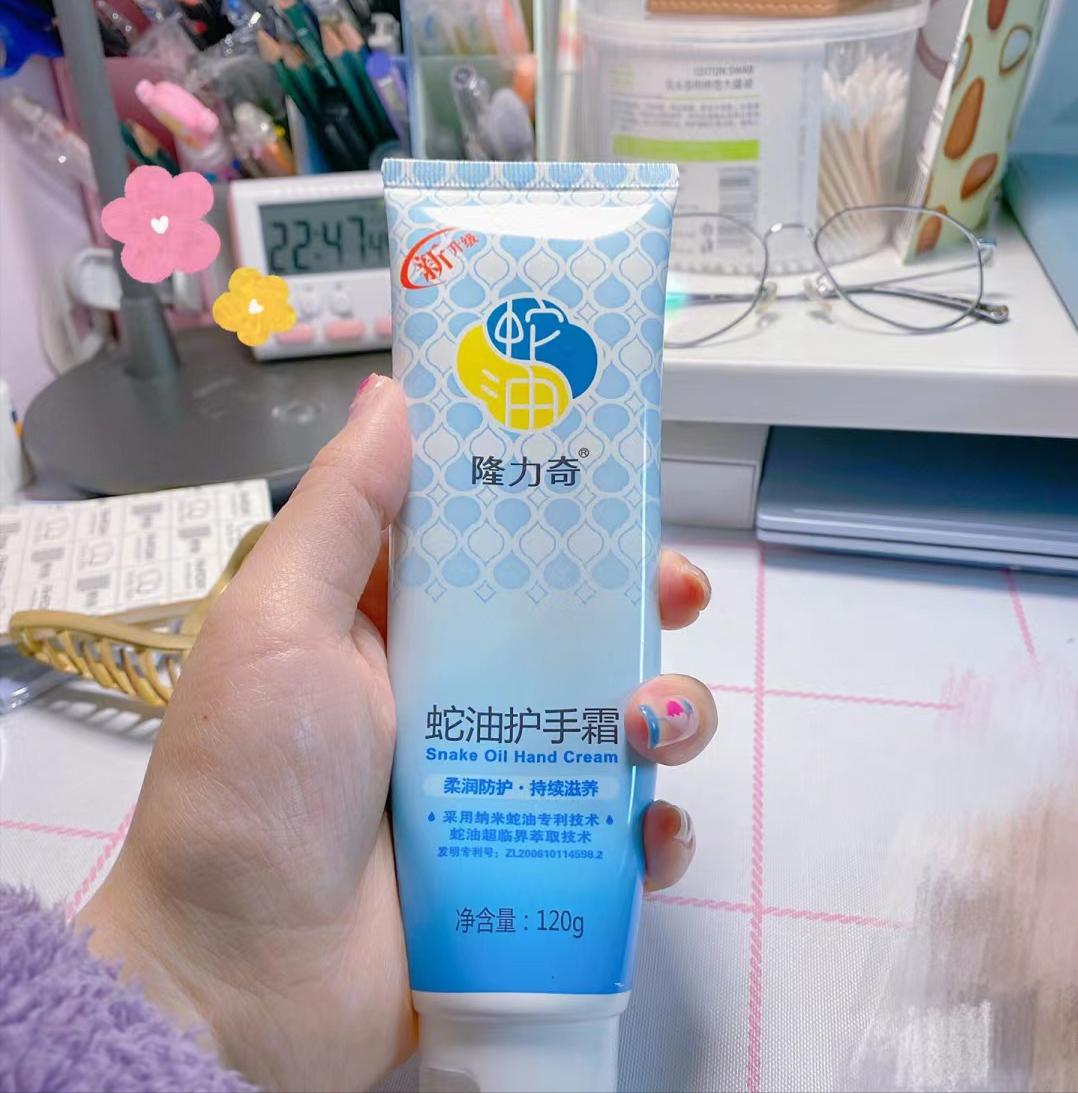 22:47
新升级
蛇油
隆力奇®
蛇油护手霜
Snake Oil Hand Cream
柔润防护·持续滋养
采用纳米蛇油专利技术
蛇油超临界萃取技术
发明专利号：ZL200610114598.2
净含量：120g